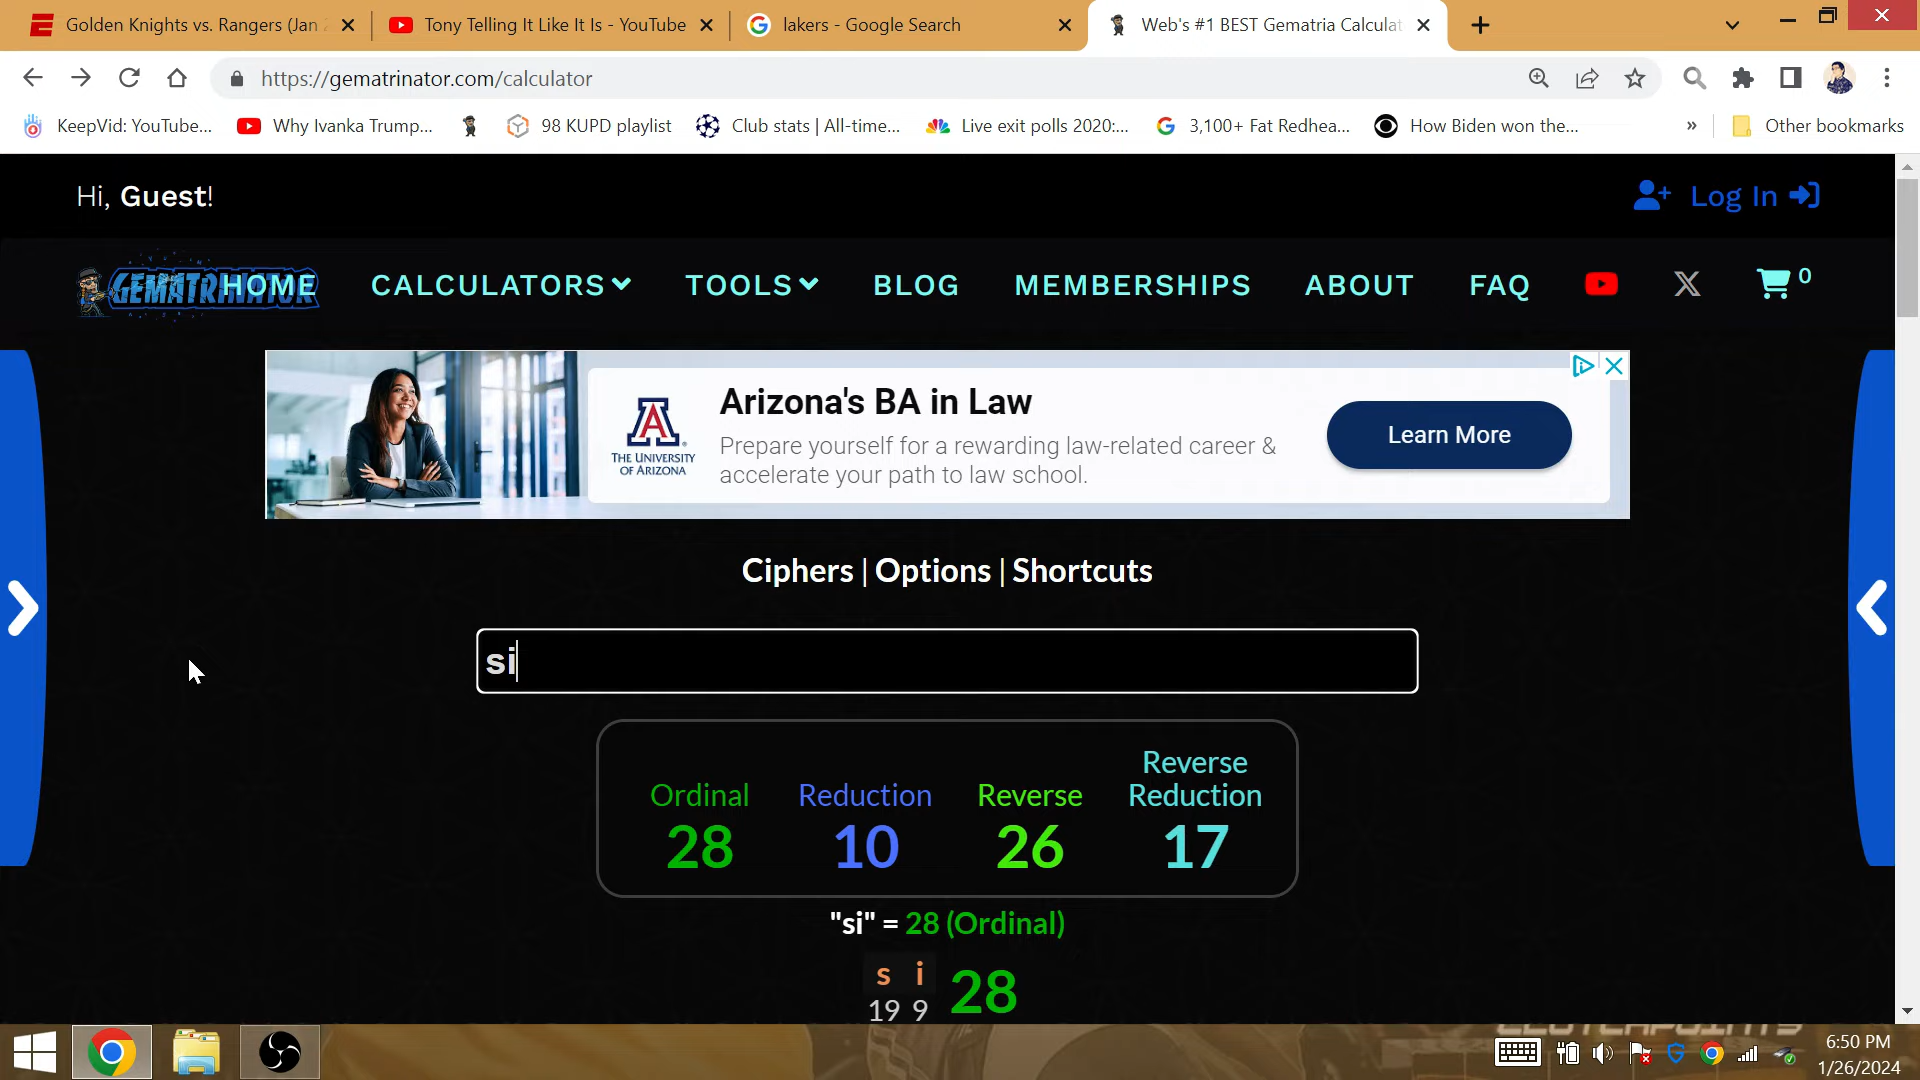 Golden Knights vs. Rangers (Jan 2
Tony Telling It Like It Is - YouTube
lakers - Google Search
Web's #1 BEST Gematria Calculat
https://gematrinator.com/calculator
KeepVid: YouTube...
Why Ivanka Trump...
98 KUPD playlist
Club stats | All-time...
Live exit polls 2020:...
3,100+ Fat Redhea...
How Biden won the...
»
Other bookmarks
Hi, Guest!
Log In
GEMATRINATOR
HOME
CALCULATORS
TOOLS
BLOG
MEMBERSHIPS
ABOUT
FAQ
0
THE UNIVERSITY
OF ARIZONA
Arizona's BA in Law
Prepare yourself for a rewarding law-related career &
accelerate your path to law school.
Learn More
Ciphers | Options | Shortcuts
si
Ordinal
28
Reduction
10
Reverse
26
Reverse
Reduction
17
"si" = 28 (Ordinal)
s i 28
19 9
CLUTCHPOINTS
6:50 PM
1/26/2024